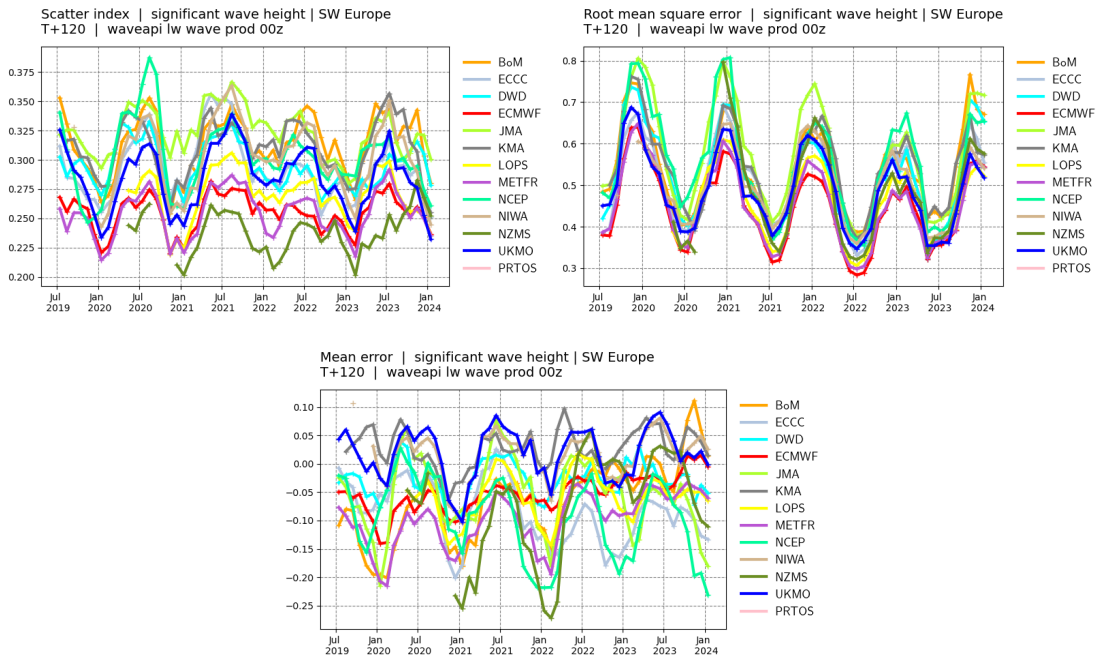 Scatter index | significant wave height | SW Europe
T+120 | waveapi lw wave prod 00z
0.375
0.350
0.325
0.300
0.275
0.250
0.225
0.200
Jul 2019
Jan 2020
Jul 2020
Jan 2021
Jul 2021
Jan 2022
Jul 2022
Jan 2023
Jul 2023
Jan 2024
BoM
ECCC
DWD
ECMWF
JMA
KMA
LOPS
METFR
NCEP
NIWA
NZMS
UKMO
PRTOS
Root mean square error | significant wave height | SW Europe
T+120 | waveapi lw wave prod 00z
0.8
0.7
0.6
0.5
0.4
0.3
Jul 2019
Jan 2020
Jul 2020
Jan 2021
Jul 2021
Jan 2022
Jul 2022
Jan 2023
Jul 2023
Jan 2024
BoM
ECCC
DWD
ECMWF
JMA
KMA
LOPS
METFR
NCEP
NIWA
NZMS
UKMO
PRTOS
Mean error | significant wave height | SW Europe
T+120 | waveapi lw wave prod 00z
0.10
0.05
0.00
−0.05
−0.10
−0.15
−0.20
−0.25
Jul 2019
Jan 2020
Jul 2020
Jan 2021
Jul 2021
Jan 2022
Jul 2022
Jan 2023
Jul 2023
Jan 2024
BoM
ECCC
DWD
ECMWF
JMA
KMA
LOPS
METFR
NCEP
NIWA
NZMS
UKMO
PRTOS